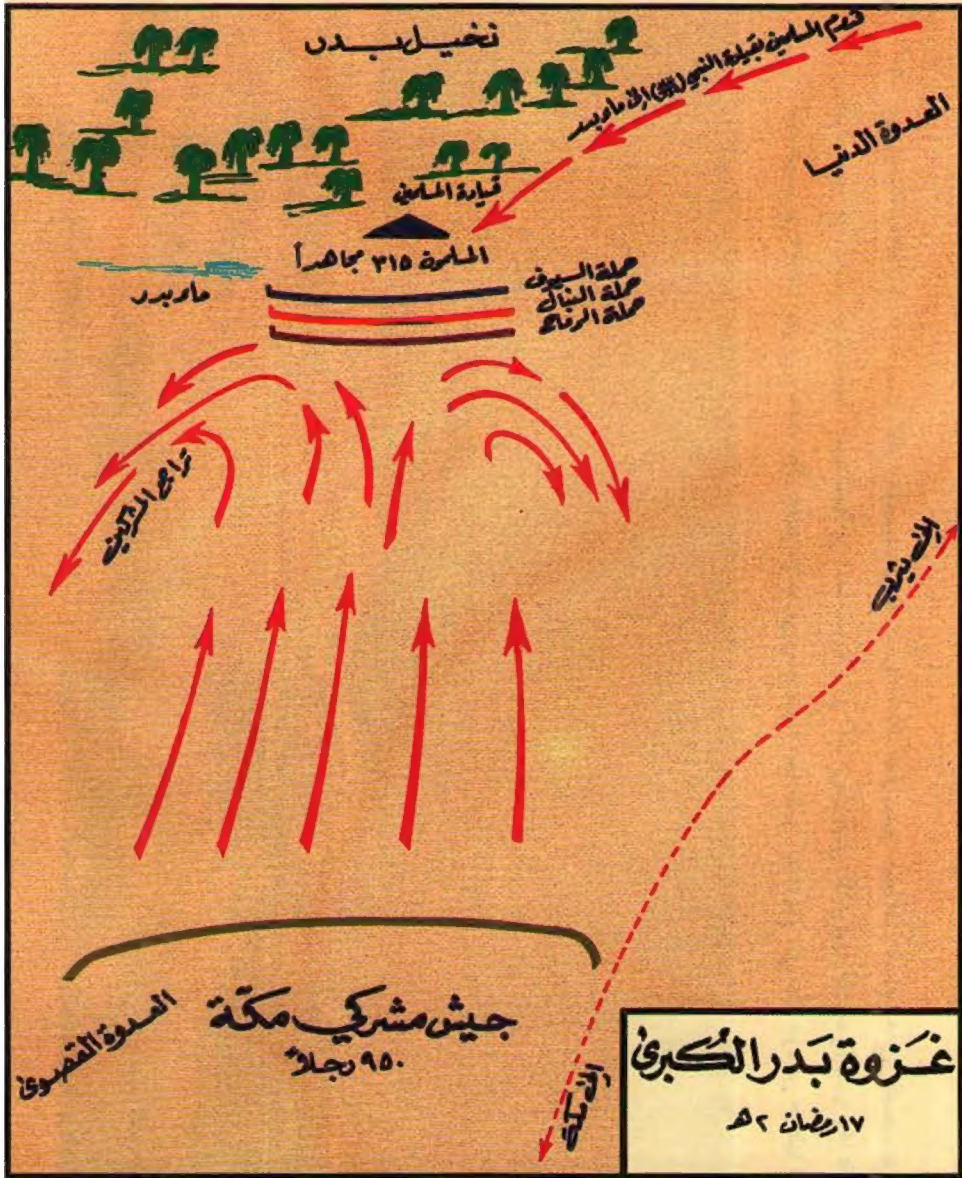 نخيل بدر
قدوم المسلمين بقيادة النبي ﷺ إلى ماء بدر
العدوة الدنيا
قيادة المسلمين
المسلمون ٣١٥ مجاهداً
حملة السيوف
حملة النبال
حملة الرماح
ماء بدر
تراجع المشركين
إلى يثرب
جيش مشركي مكة
٩٥٠ رجلاً
العدوة القصوى
إلى مكة
غزوة بدر الكبرى
١٧ رمضان ٢ هـ